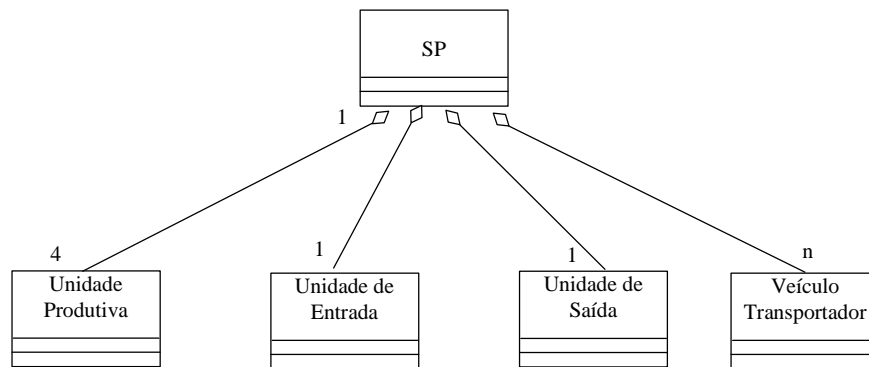 SP
1
4
1
1
n
Unidade
Produtiva
Unidade de
Entrada
Unidade de
Saída
Veículo
Transportador